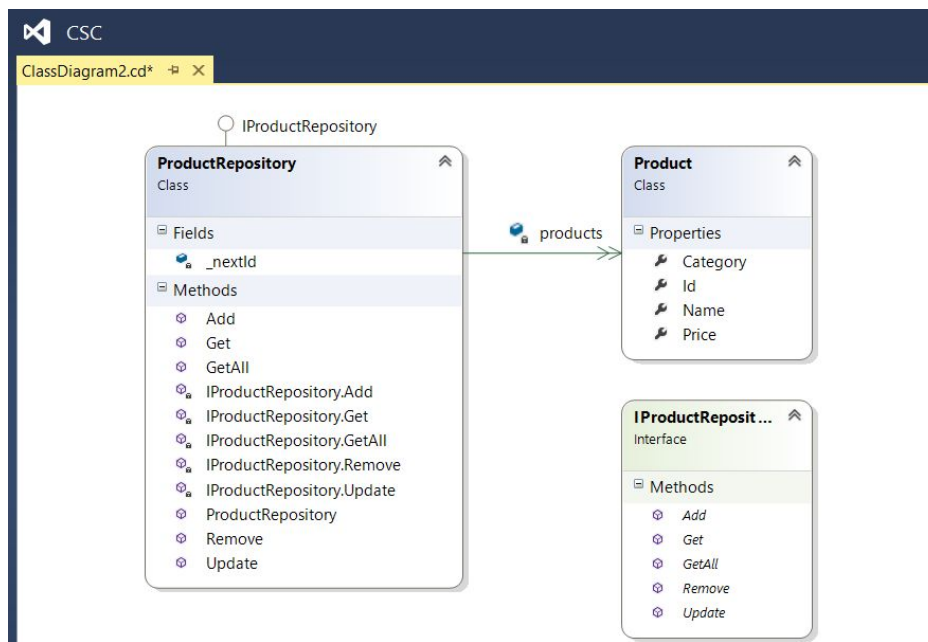 CSC
ClassDiagram2.cd*
IProductRepository
ProductRepository
Class
Fields
_nextId
Methods
Add
Get
GetAll
IProductRepository.Add
IProductRepository.Get
IProductRepository.GetAll
IProductRepository.Remove
IProductRepository.Update
ProductRepository
Remove
Update
products
Product
Class
Properties
Category
Id
Name
Price
IProductReposit...
Interface
Methods
Add
Get
GetAll
Remove
Update